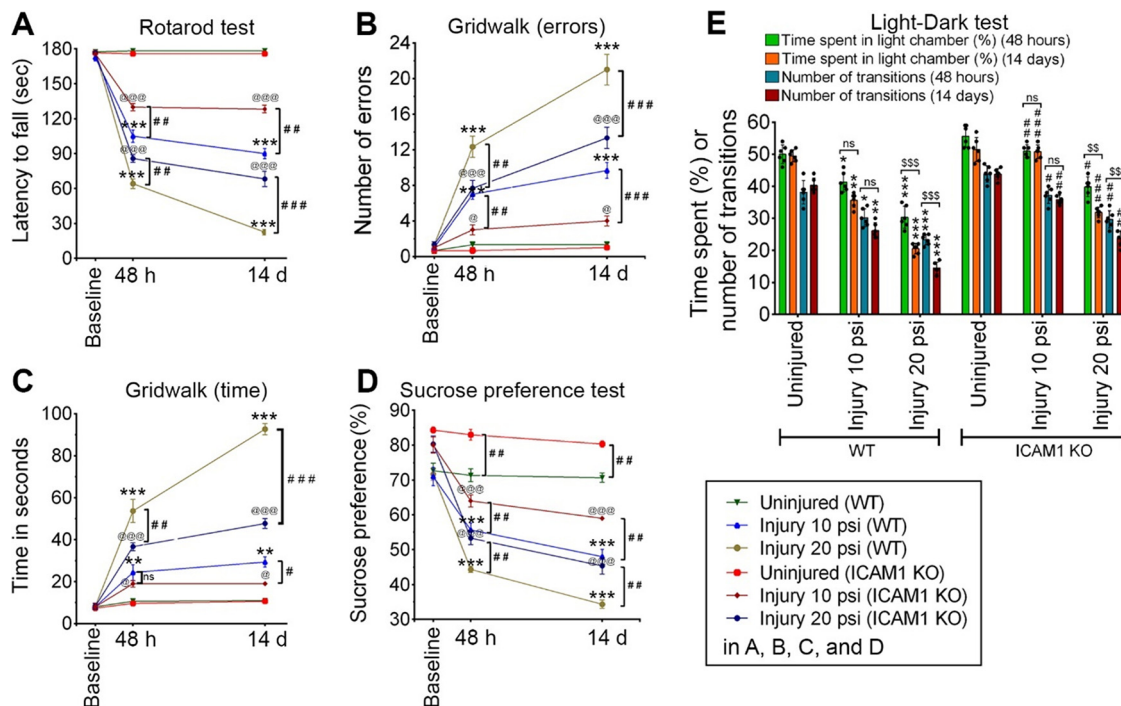 A
Rotarod test
Latency to fall (sec)
180
150
120
90
60
30
0
Baseline
48 h
14 d
@@@
***
@@@
***
##
##
@@@
***
@@@
***
##
###
B
Gridwalk (errors)
Number of errors
24
20
16
12
8
4
0
Baseline
48 h
14 d
***
@@@
***
@
##
##
***
@@@
***
@
###
###
C
Gridwalk (time)
Time in seconds
100
80
60
40
20
0
Baseline
48 h
14 d
***
@@@
**
@
##
ns
***
@@@
**
@
###
#
D
Sucrose preference test
Sucrose preference (%)
90
80
70
60
50
40
30
Baseline
48 h
14 d
##
@@@
***
@@@
***
##
##
##
@@@
***
@@@
***
##
##
E
Light-Dark test
Time spent in light chamber (%) (48 hours)
Time spent in light chamber (%) (14 days)
Number of transitions (48 hours)
Number of transitions (14 days)
Time spent (%) or
number of transitions
60
50
40
30
20
10
0
ns
ns
$$$
$$$
ns
ns
$$
Uninjured
Injury 10 psi
Injury 20 psi
Uninjured
Injury 10 psi
Injury 20 psi
WT
ICAM1 KO
Uninjured (WT)
Injury 10 psi (WT)
Injury 20 psi (WT)
Uninjured (ICAM1 KO)
Injury 10 psi (ICAM1 KO)
Injury 20 psi (ICAM1 KO)
in A, B, C, and D